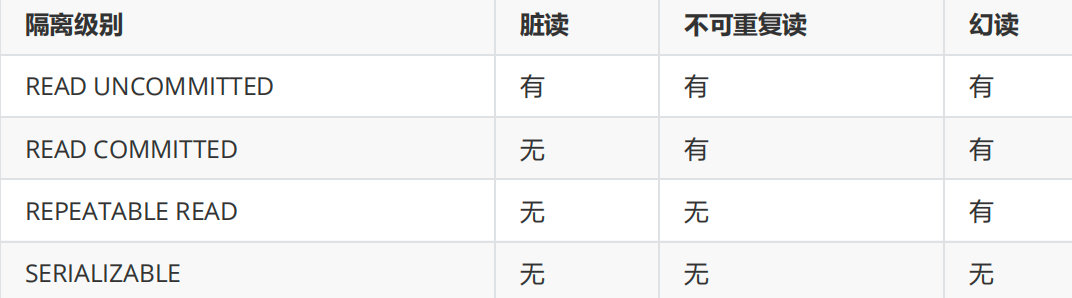 隔离级别 脏读 不可重复读 幻读
READ UNCOMMITTED 有 有 有
READ COMMITTED 无 有 有
REPEATABLE READ 无 无 有
SERIALIZABLE 无 无 无